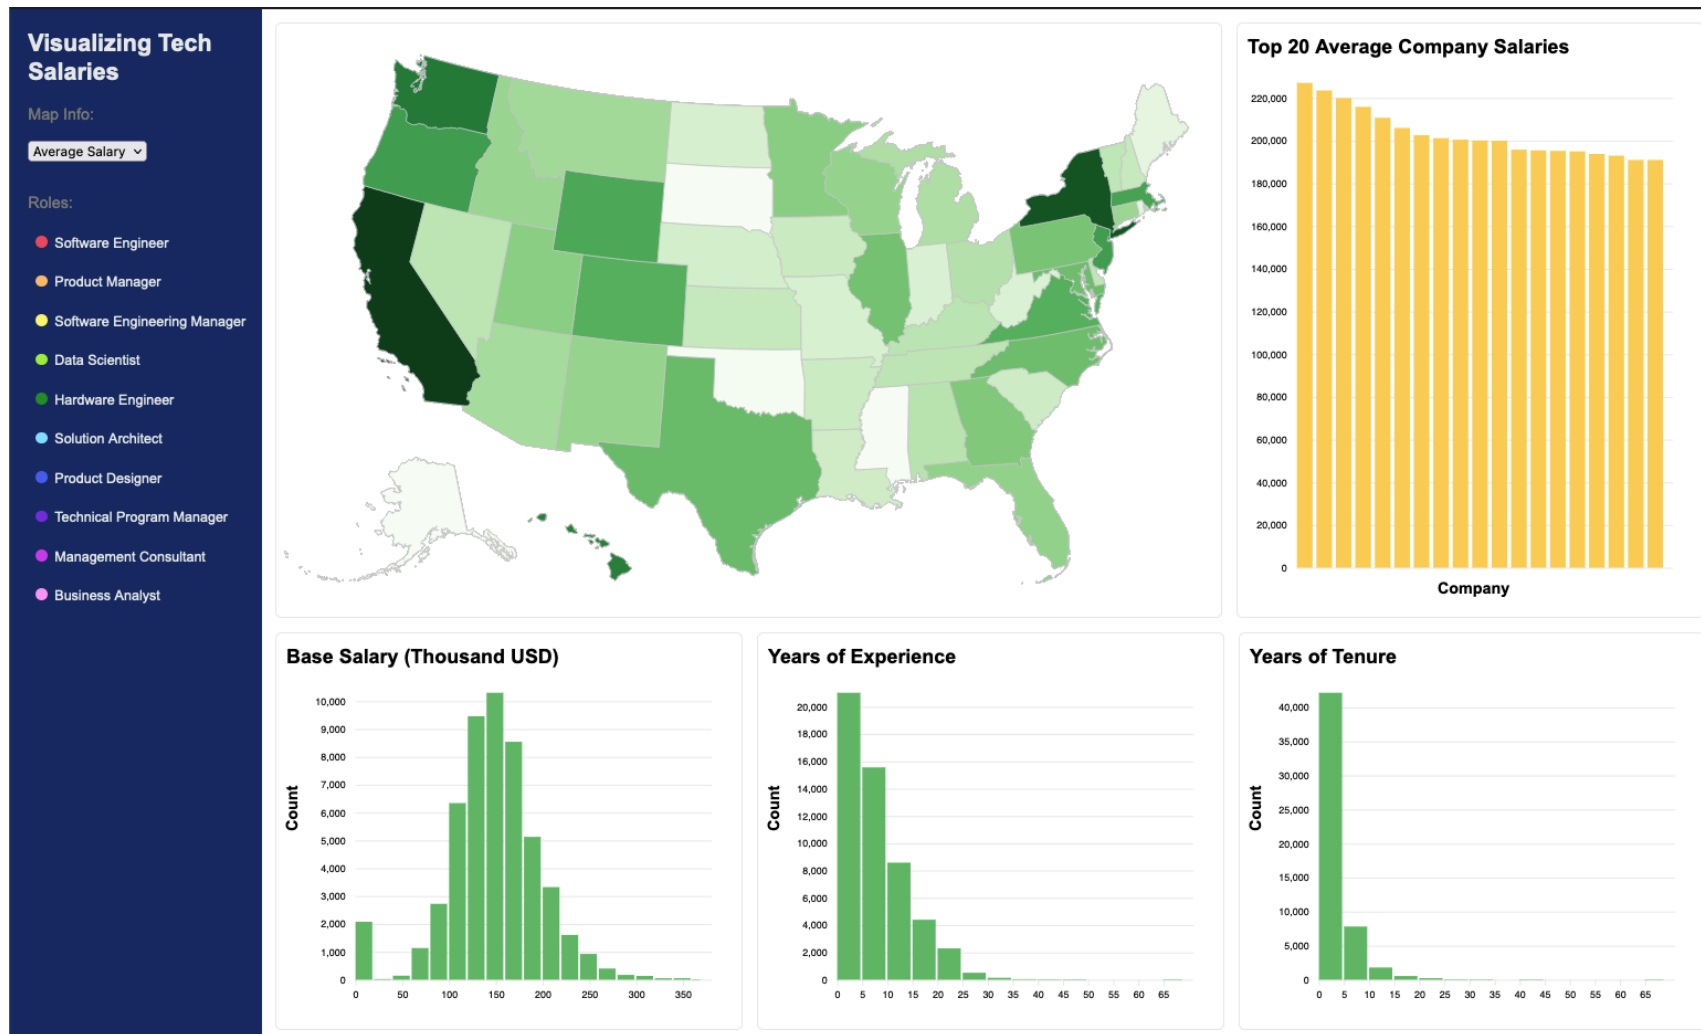 Visualizing Tech
Salaries
Map Info:
Average Salary
Roles:
Software Engineer
Product Manager
Software Engineering Manager
Data Scientist
Hardware Engineer
Solution Architect
Product Designer
Technical Program Manager
Management Consultant
Business Analyst
Top 20 Average Company Salaries
220,000
200,000
180,000
160,000
140,000
120,000
100,000
80,000
60,000
40,000
20,000
0
Company
Base Salary (Thousand USD)
Count
10,000
9,000
8,000
7,000
6,000
5,000
4,000
3,000
2,000
1,000
0
0 50 100 150 200 250 300 350
Years of Experience
Count
20,000
18,000
16,000
14,000
12,000
10,000
8,000
6,000
4,000
2,000
0
0 5 10 15 20 25 30 35 40 45 50 55 60 65
Years of Tenure
Count
40,000
35,000
30,000
25,000
20,000
15,000
10,000
5,000
0
0 5 10 15 20 25 30 35 40 45 50 55 60 65